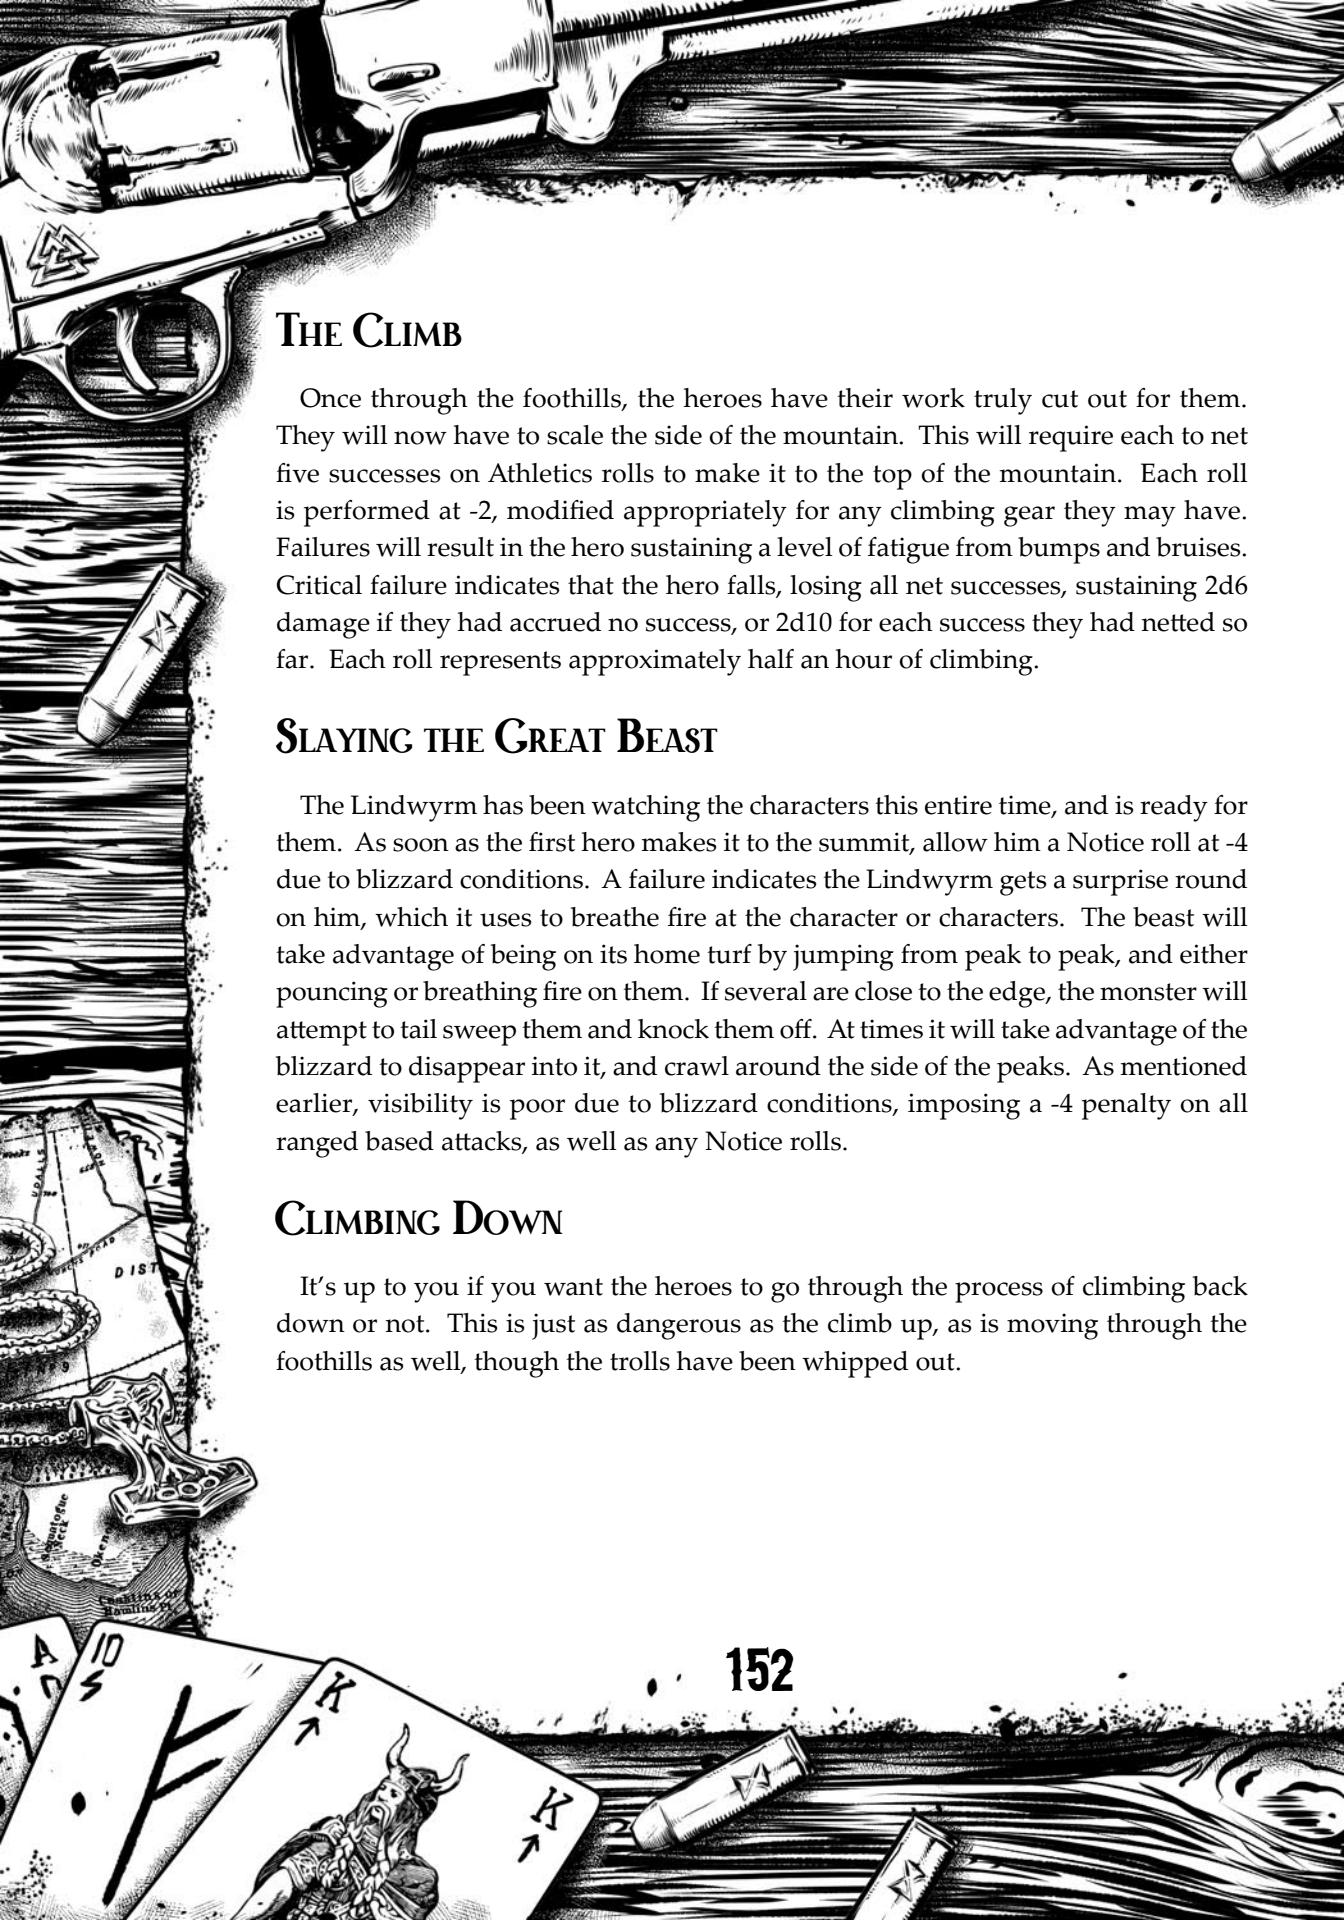 The Climb
Once through the foothills, the heroes have their work truly cut out for them.
They will now have to scale the side of the mountain.  This will require each to net
five successes on Athletics rolls to make it to the top of the mountain.  Each roll
is performed at -2, modified appropriately for any climbing gear they may have.
Failures will result in the hero sustaining a level of fatigue from bumps and bruises.
Critical failure indicates that the hero falls, losing all net successes, sustaining 2d6
damage if they had accrued no success, or 2d10 for each success they had netted so
far.  Each roll represents approximately half an hour of climbing.
Slaying the Great Beast
The Lindwyrm has been watching the characters this entire time, and is ready for
them.  As soon as the first hero makes it to the summit, allow him a Notice roll at -4
due to blizzard conditions.  A failure indicates the Lindwyrm gets a surprise round
on him, which it uses to breathe fire at the character or characters.  The beast will
take advantage of being on its home turf by jumping from peak to peak, and either
pouncing or breathing fire on them.  If several are close to the edge, the monster will
attempt to tail sweep them and knock them off.  At times it will take advantage of the
blizzard to disappear into it, and crawl around the side of the peaks.  As mentioned
earlier, visibility is poor due to blizzard conditions, imposing a -4 penalty on all
ranged based attacks, as well as any Notice rolls.
Climbing Down
It's up to you if you want the heroes to go through the process of climbing back
down or not.  This is just as dangerous as the climb up, as is moving through the
foothills as well, though the trolls have been whipped out.
DIST
Neck
A
10
K
K
152